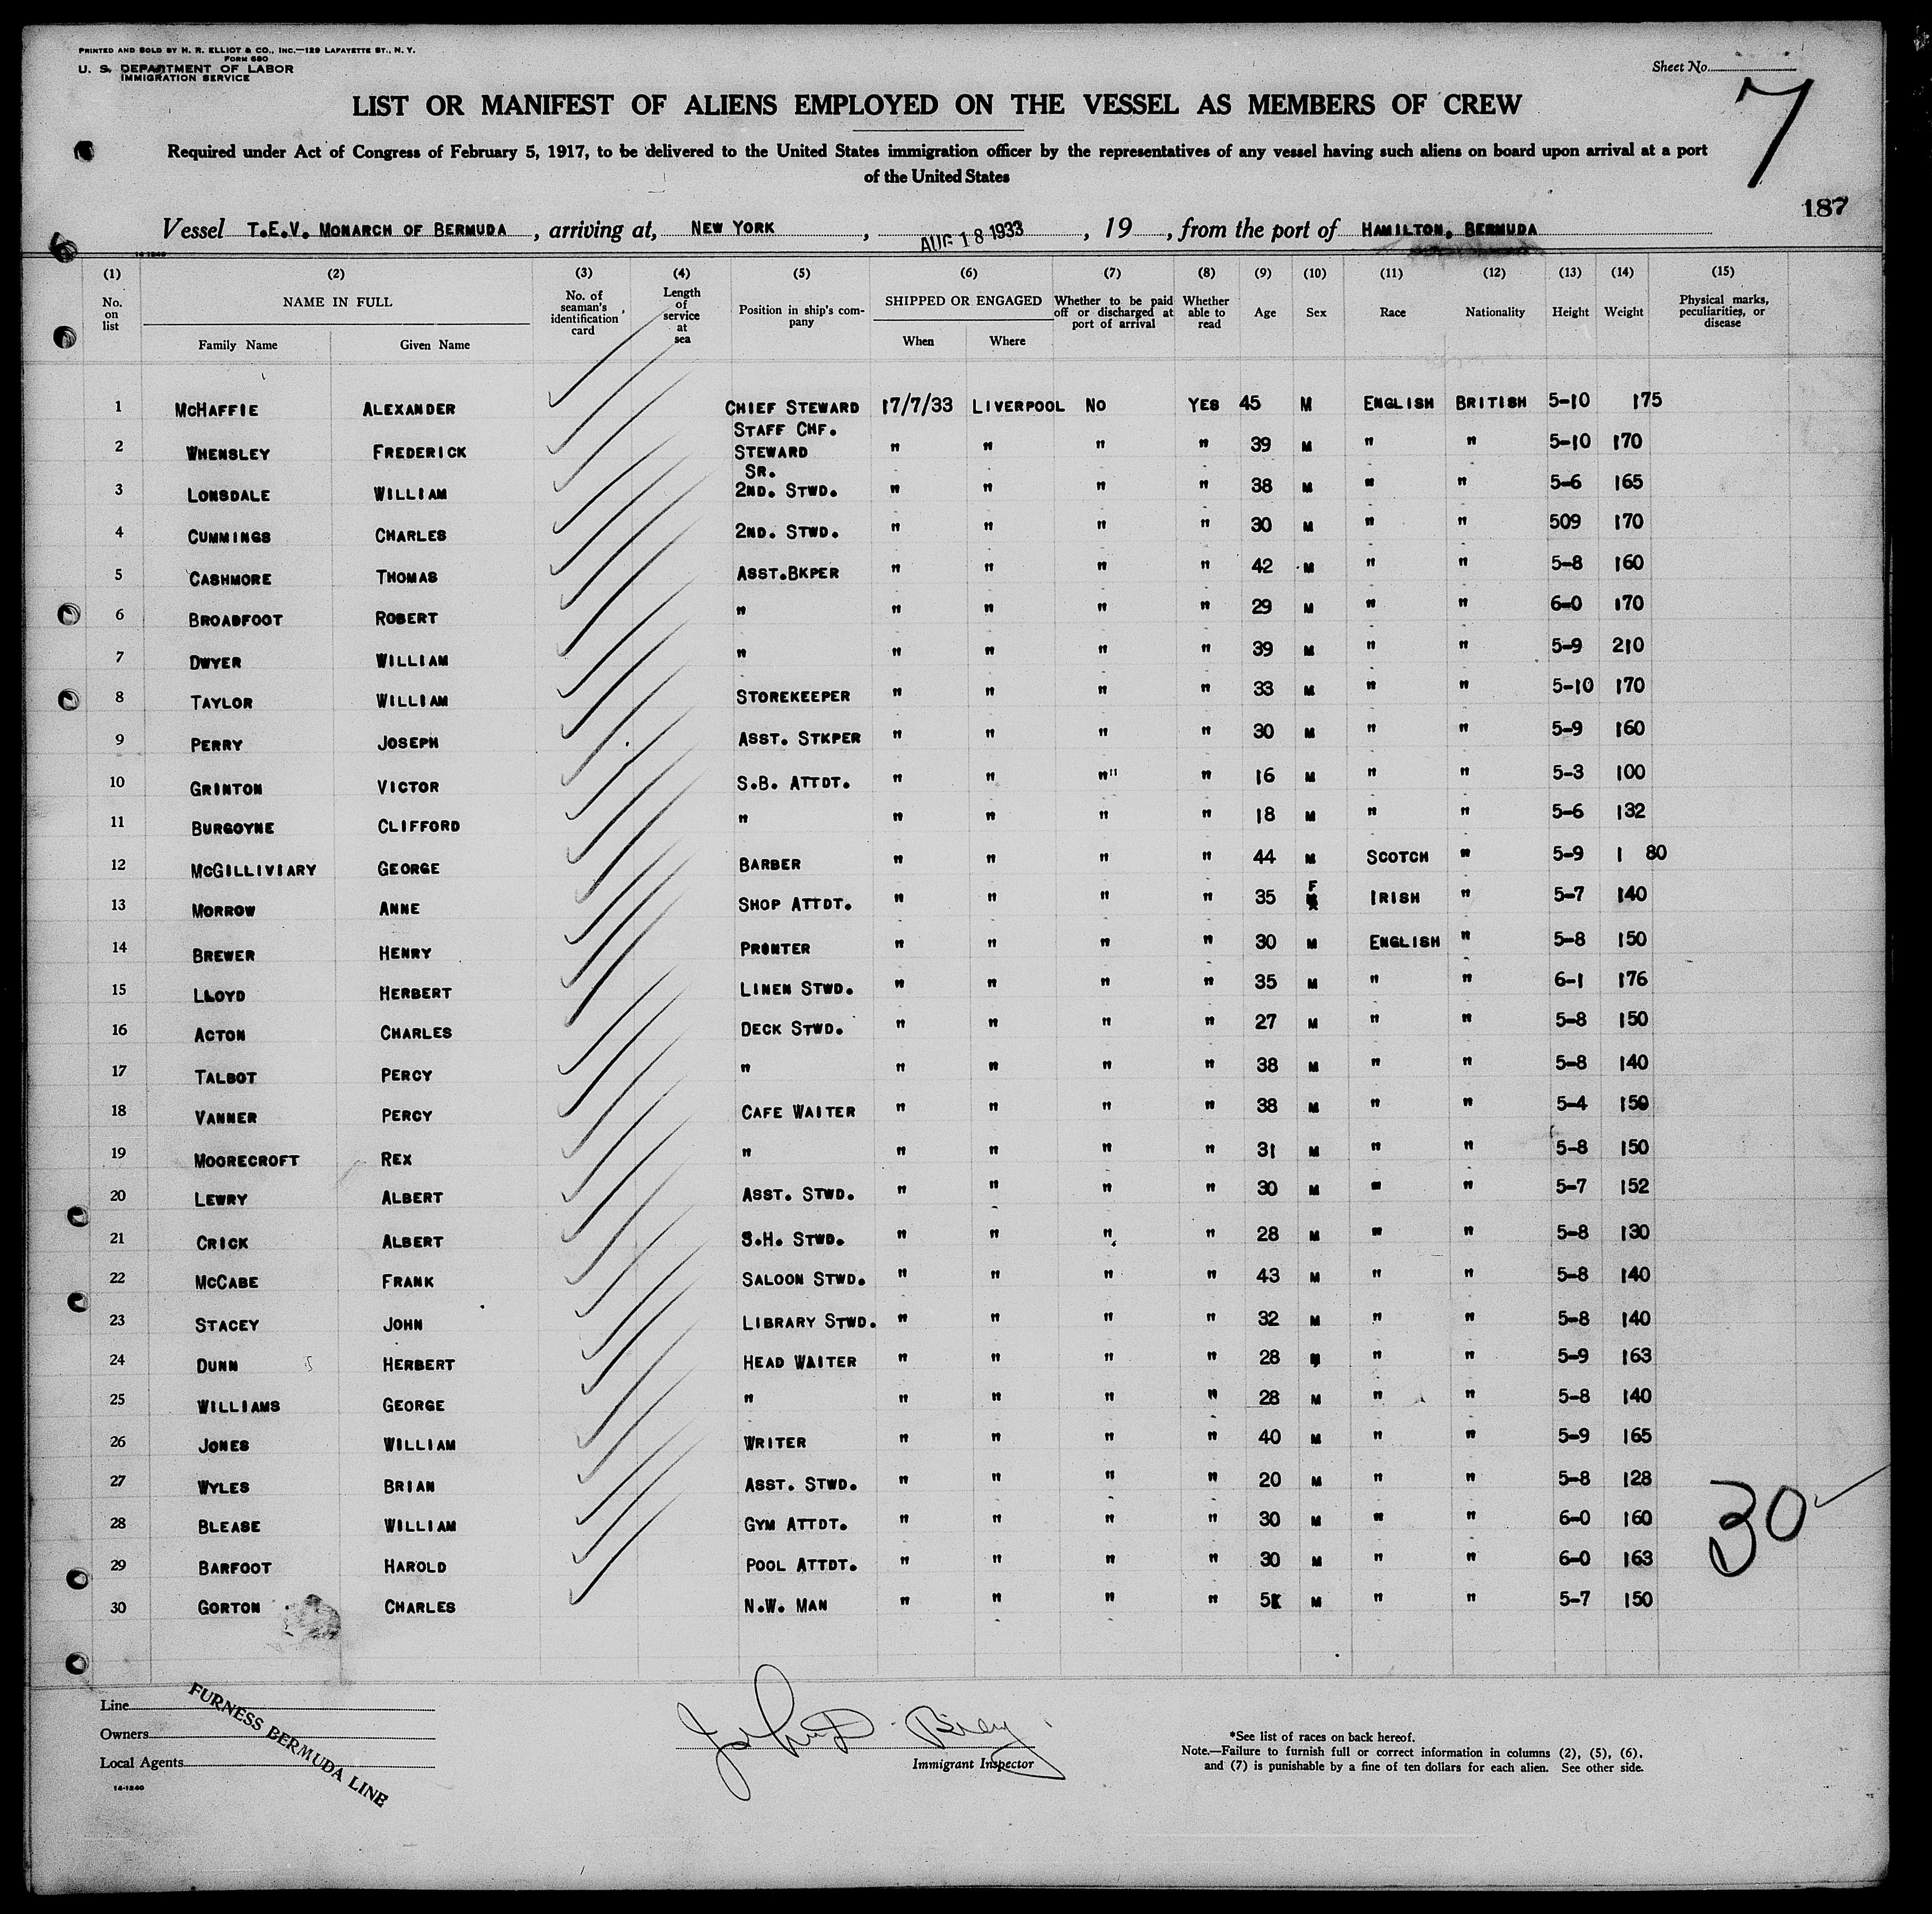 PRINTED AND SOLD BY H. R. ELLIOT & CO., INC.—129 LAFAYETTE ST., N. Y.
FORM 680
U. S. DEPARTMENT OF LABOR
IMMIGRATION SERVICE
Sheet No.
7
LIST OR MANIFEST OF ALIENS EMPLOYED ON THE VESSEL AS MEMBERS OF CREW
Required under Act of Congress of February 5, 1917, to be delivered to the United States immigration officer by the representatives of any vessel having such aliens on board upon arrival at a port
of the United States
187
Vessel T.E.V. MONARCH OF BERMUDA, arriving at, NEW YORK, AUG 18 1933, 19, from the port of HAMILTON, BERMUDA
14-1240
(1) (2) (3) (4) (5) (6) (7) (8) (9) (10) (11) (12) (13) (14) (15)
No. on list NAME IN FULL Family Name Given Name No. of seaman's identification card Length of service at sea Position in ship's company SHIPPED OR ENGAGED When Where Whether to be paid off or discharged at port of arrival Whether able to read Age Sex Race Nationality Height Weight Physical marks, peculiarities, or disease
1 MCHAFFIE ALEXANDER CHIEF STEWARD 17/7/33 LIVERPOOL NO YES 45 M ENGLISH BRITISH 5-10 175
2 WHENSLEY FREDERICK STAFF CHF. STEWARD " " " " 39 M " " 5-10 170
3 LONSDALE WILLIAM SR. 2ND. STWD. " " " " 38 M " " 5-6 165
4 CUMMINGS CHARLES 2ND. STWD. " " " " 30 M " " 509 170
5 CASHMORE THOMAS ASST.BKPER " " " " 42 M " " 5-8 160
6 BROADFOOT ROBERT " " " " " 29 M " " 6-0 170
7 DWYER WILLIAM " " " " " 39 M " " 5-9 210
8 TAYLOR WILLIAM STOREKEEPER " " " " 33 M " " 5-10 170
9 PERRY JOSEPH ASST. STKPER " " " " 30 M " " 5-9 160
10 GRINTON VICTOR S.B. ATTDT. " " "" " 16 M " " 5-3 100
11 BURGOYNE CLIFFORD " " " " " 18 M " " 5-6 132
12 MCGILLIVIARY GEORGE BARBER " " " " 44 M SCOTCH " 5-9 1 80
13 MORROW ANNE SHOP ATTDT. " " " " 35 F IRISH " 5-7 140
14 BREWER HENRY PRONTER " " " " 30 M ENGLISH " 5-8 150
15 LLOYD HERBERT LINEN STWD. " " " " 35 M " " 6-1 176
16 ACTON CHARLES DECK STWD. " " " " 27 M " " 5-8 150
17 TALBOT PERCY " " " " " 38 M " " 5-8 140
18 VANNER PERCY CAFE WAITER " " " " 38 M " " 5-4 150
19 MOORECROFT REX " " " " " 31 M " " 5-8 150
20 LEWRY ALBERT ASST. STWD. " " " " 30 M " " 5-7 152
21 CRICK ALBERT S.H. STWD. " " " " 28 M " " 5-8 130
22 MCCABE FRANK SALOON STWD. " " " " 43 M " " 5-8 140
23 STACEY JOHN LIBRARY STWD. " " " " 32 M " " 5-8 140
24 DUNN HERBERT HEAD WAITER " " " " 28 M " " 5-9 163
25 WILLIAMS GEORGE " " " " " 28 M " " 5-8 140
26 JONES WILLIAM WRITER " " " " 40 M " " 5-9 165
27 WYLES BRIAN ASST. STWD. " " " " 20 M " " 5-8 128
28 BLEASE WILLIAM GYM ATTDT. " " " " 30 M " " 6-0 160
29 BARFOOT HAROLD POOL ATTDT. " " " " 30 M " " 6-0 163
30 GORTON CHARLES N.W. MAN " " " " M " " 5-7 150
30
Line
Owners
Local Agents
FURNESS BERMUDA LINE
14-1240
John D.
Immigrant Inspector
*See list of races on back hereof.
Note.—Failure to furnish full or correct information in columns (2), (5), (6),
and (7) is punishable by a fine of ten dollars for each alien. See other side.